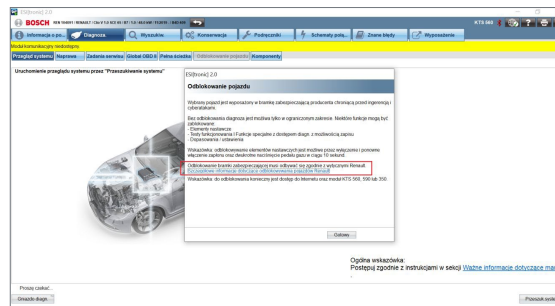 ESI[tronic] 2.0
BOSCH
KTS 560
Informacja o po...
Diagnoza
Wyszukiw.
Konserwacja
Podręczniki
Schematy połą...
Znane błędy
Wyposażenie
Moduł komunikacyjny niedostępny.
Przegląd systemu
Naprawa
Zadania serwisu
Global OBD II
Pełna ścieżka
Odblokowanie pojazdu
Komponenty
Uruchomienie przeglądu systemu przez "Przeszukiwanie systemu"
ESI[tronic] 2.0
Odblokowanie pojazdu
Wybrany pojazd jest wyposażony w bramkę zabezpieczającą producenta chroniącą przed ingerencją i
cyberatakami.
Bez odblokowania diagnoza jest możliwa tylko w ograniczonym zakresie. Niektóre funkcje mogą być
zablokowane:
- Elementy nastawcze
- Testy funkcjonowania i Funkcje specjalne z dostępem diagn. z możliwością zapisu
- Dopasowania / ustawienia
Wskazówka: odblokowanie elementów nastawczych jest możliwe przez wyłączenie i ponowne
włączenie zapłonu oraz dwukrotne naciśnięcie pedału gazu w ciągu 10 sekund.
Odblokowanie bramki zabezpieczającej musi odbywać się zgodnie z wytycznymi Renault.
Szczegółowe informacje dotyczące odblokowywania pojazdów Renault
Wskazówka: do odblokowania konieczny jest dostęp do Internetu oraz moduł KTS 560, 590 lub 350.
Gotowy
Ogólna wskazówka:
Postępuj zgodnie z instrukcjami w sekcji Ważne informacje dotyczące mar
Proszę czekać...
Gniazdo diagn.
Przeszuk.syste